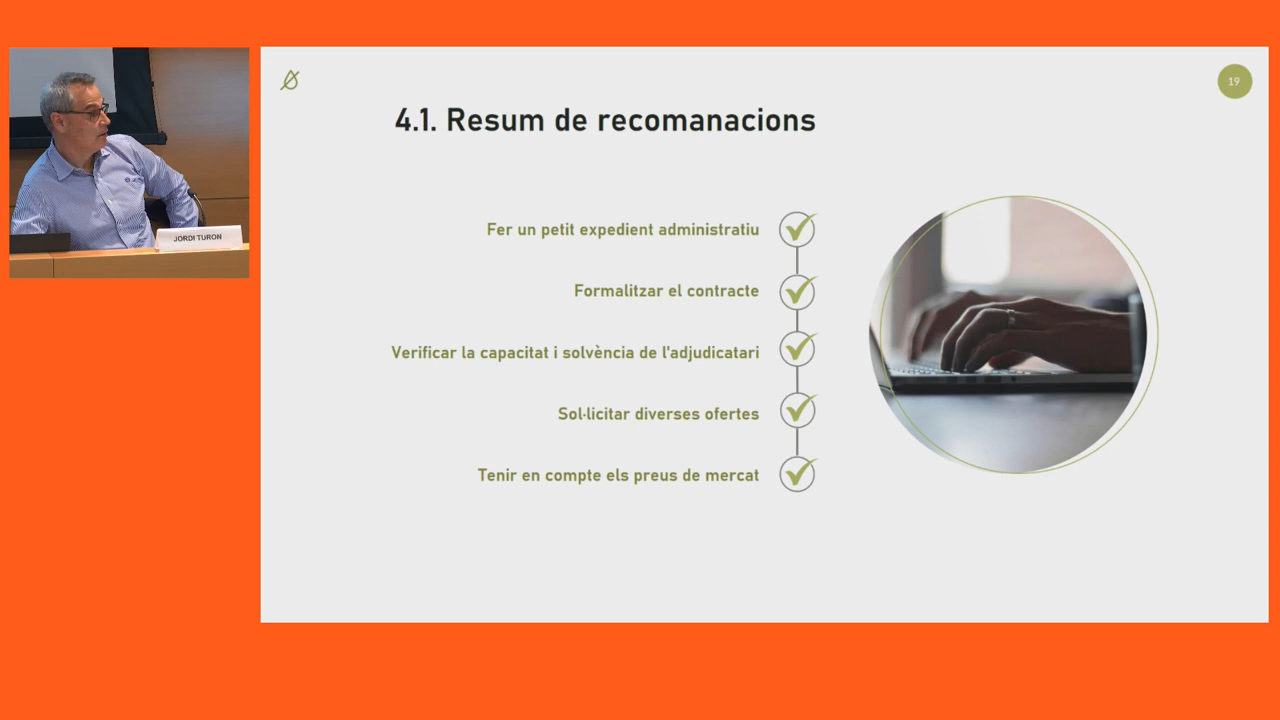 JORDI TURON
19
4.1. Resum de recomanacions
Fer un petit expedient administratiu
Formalitzar el contracte
Verificar la capacitat i solvència de l'adjudicatari
Sol·licitar diverses ofertes
Tenir en compte els preus de mercat